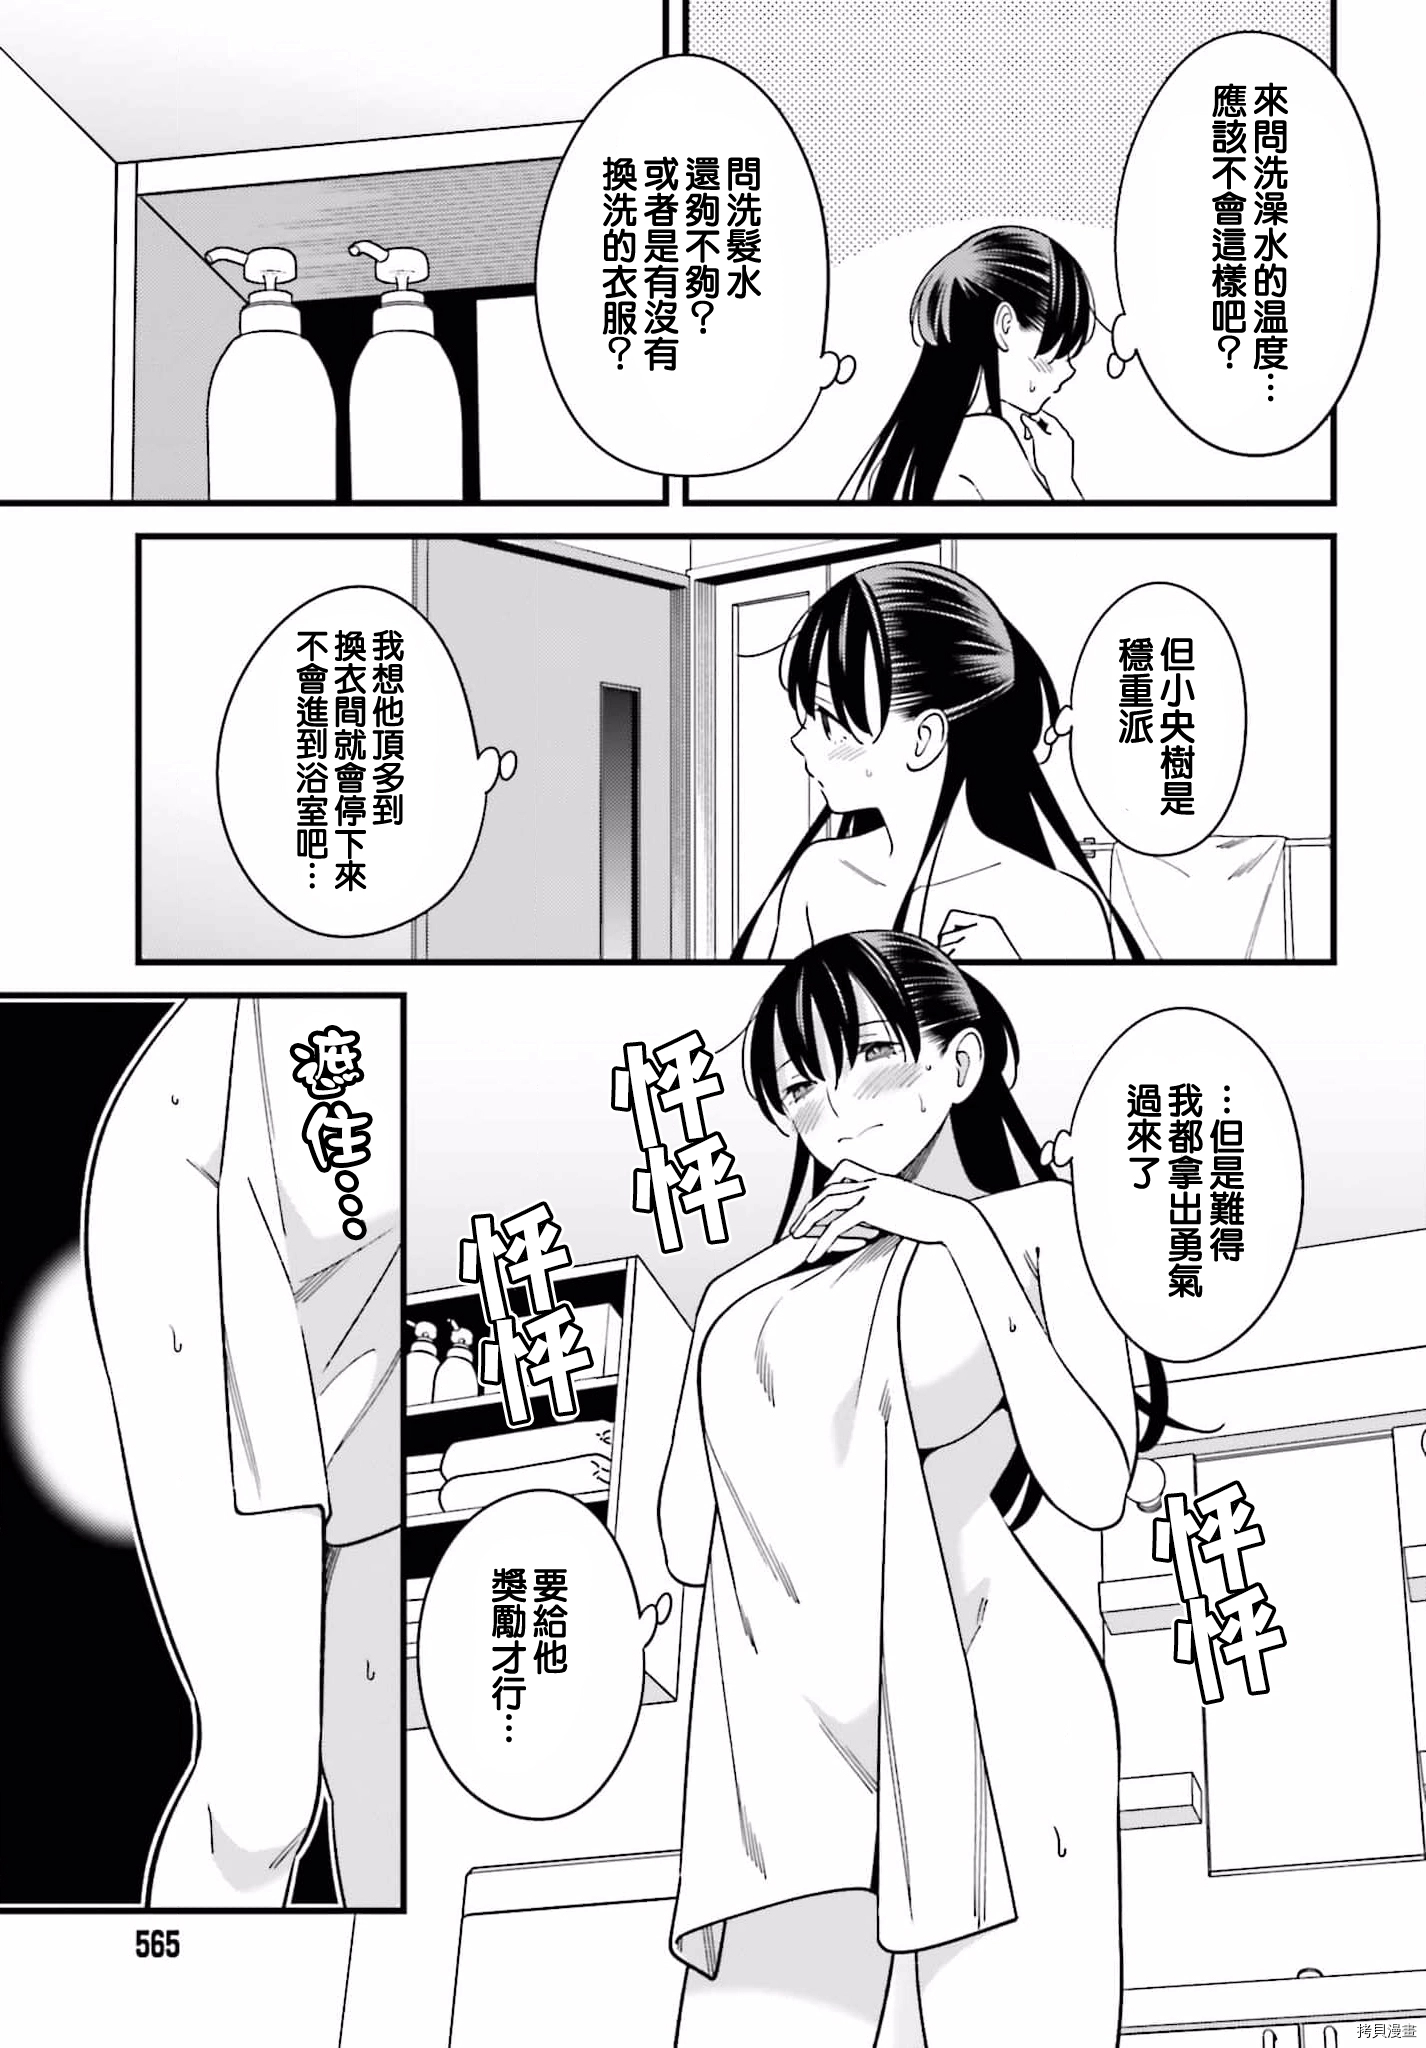 來問洗澡水的溫度…
應該不會這樣吧？
問洗髮水
還夠不夠？
或者是有沒有
換洗的衣服？
但小央樹是
穩重派
我想他頂多到
換衣間就會停下來
不會進到浴室吧…
…但是難得
我都拿出勇氣
過來了
怦怦
怦怦
怦怦
要給他
獎勵才行…
遮住…
565
拷貝漫畫